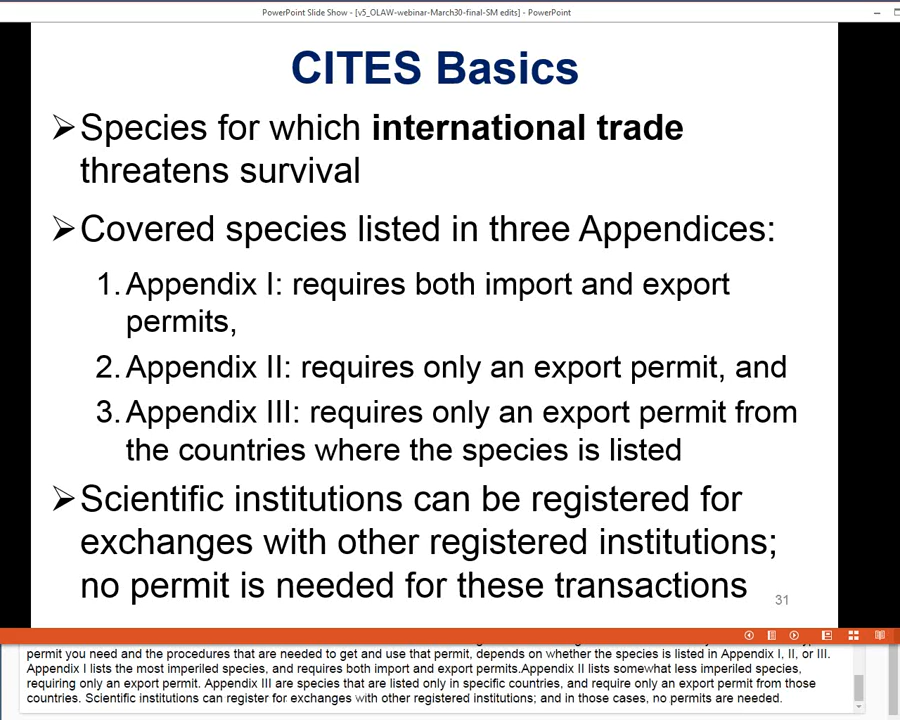 PowerPoint Slide Show - [v5_OLAW-webinar-March30-final-SM edits] - PowerPoint
CITES Basics
Species for which international trade
threatens survival
Covered species listed in three Appendices:
1. Appendix I: requires both import and export
permits,
2. Appendix II: requires only an export permit, and
3. Appendix III: requires only an export permit from
the countries where the species is listed
Scientific institutions can be registered for
exchanges with other registered institutions;
no permit is needed for these transactions
31
permit you need and the procedures that are needed to get and use that permit, depends on whether the species is listed in Appendix I, II, or III.
Appendix I lists the most imperiled species, and requires both import and export permits.Appendix II lists somewhat less imperiled species,
requiring only an export permit. Appendix III are species that are listed only in specific countries, and require only an export permit from those
countries. Scientific institutions can register for exchanges with other registered institutions; and in those cases, no permits are needed.